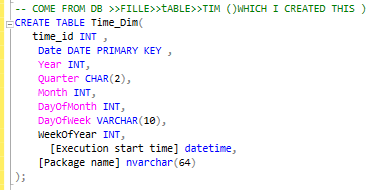 -- COME FROM DB >>FILLE>>tABLE>>TIM ()WHICH I CREATED THIS )
CREATE TABLE Time_Dim(
time_id INT ,
Date DATE PRIMARY KEY ,
Year INT,
Quarter CHAR(2),
Month INT,
DayOfMonth INT,
DayOfWeek VARCHAR(10),
WeekOfYear INT,
[Execution start time] datetime,
[Package name] nvarchar(64)
);